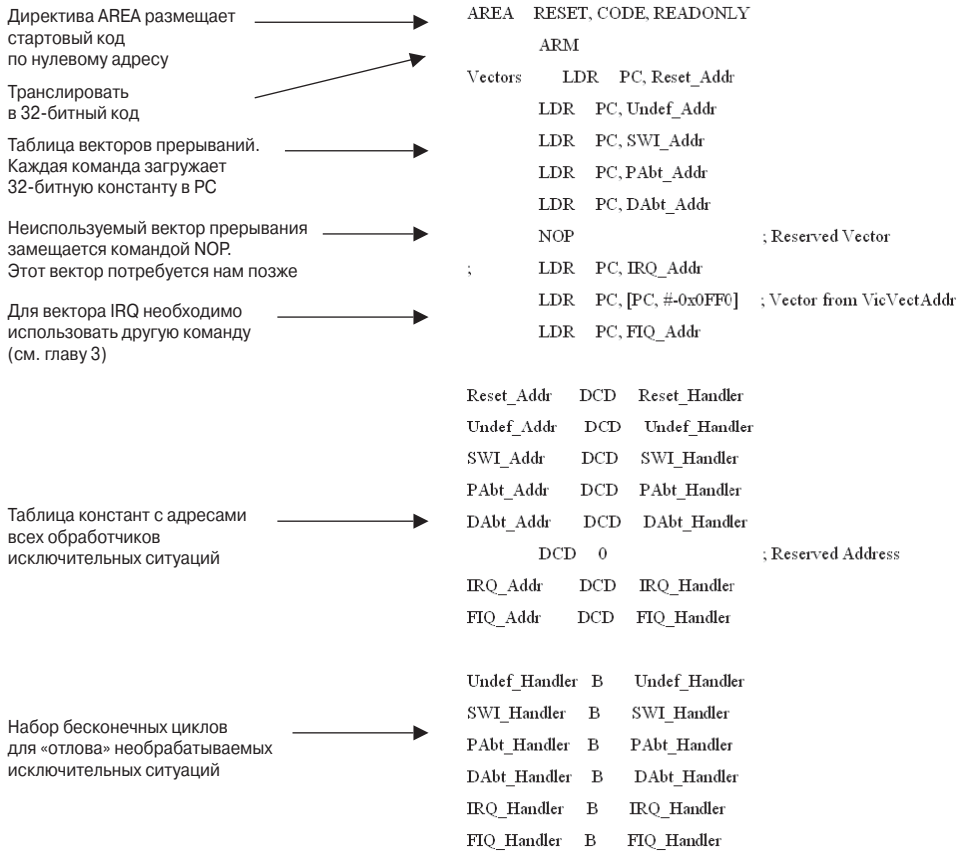 Директива AREA размещает
стартовый код
по нулевому адресу
Транслировать
в 32-битный код
Таблица векторов прерываний.
Каждая команда загружает
32-битную константу в PC
Неиспользуемый вектор прерывания
замещается командой NOP.
Этот вектор потребуется нам позже
Для вектора IRQ необходимо
использовать другую команду
(см. главу 3)
Таблица констант с адресами
всех обработчиков
исключительных ситуаций
Набор бесконечных циклов
для «отлова» необрабатываемых
исключительных ситуаций
AREA RESET, CODE, READONLY
ARM
Vectors LDR PC, Reset_Addr
LDR PC, Undef_Addr
LDR PC, SWI_Addr
LDR PC, PAbt_Addr
LDR PC, DAbt_Addr
NOP ; Reserved Vector
; LDR PC, IRQ_Addr
LDR PC, [PC, #-0x0FF0] ; Vector from VicVectAddr
LDR PC, FIQ_Addr
Reset_Addr DCD Reset_Handler
Undef_Addr DCD Undef_Handler
SWI_Addr DCD SWI_Handler
PAbt_Addr DCD PAbt_Handler
DAbt_Addr DCD DAbt_Handler
DCD 0 ; Reserved Address
IRQ_Addr DCD IRQ_Handler
FIQ_Addr DCD FIQ_Handler
Undef_Handler B Undef_Handler
SWI_Handler B SWI_Handler
PAbt_Handler B PAbt_Handler
DAbt_Handler B DAbt_Handler
IRQ_Handler B IRQ_Handler
FIQ_Handler B FIQ_Handler